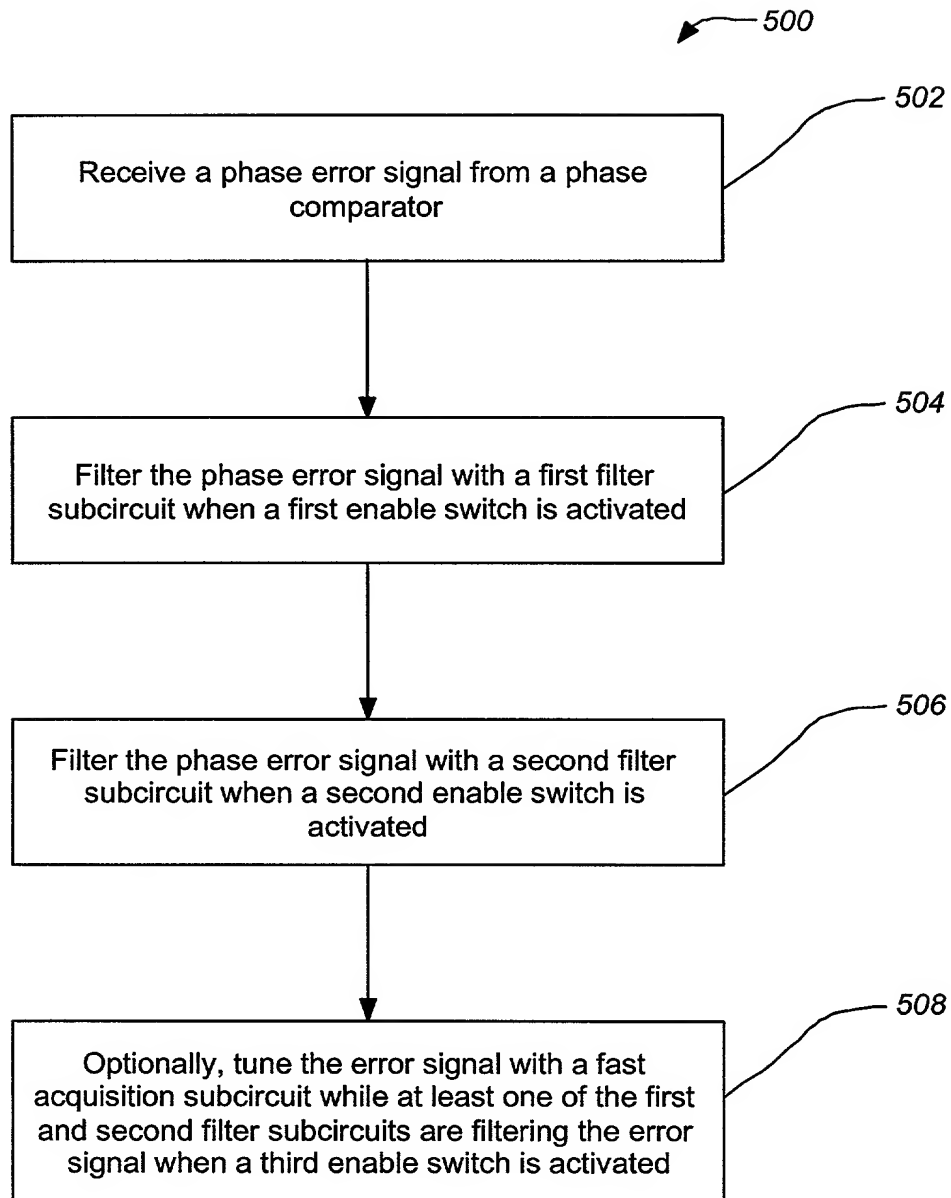 500
502
Receive a phase error signal from a phase
comparator
504
Filter the phase error signal with a first filter
subcircuit when a first enable switch is activated
506
Filter the phase error signal with a second filter
subcircuit when a second enable switch is
activated
508
Optionally, tune the error signal with a fast
acquisition subcircuit while at least one of the first
and second filter subcircuits are filtering the error
signal when a third enable switch is activated